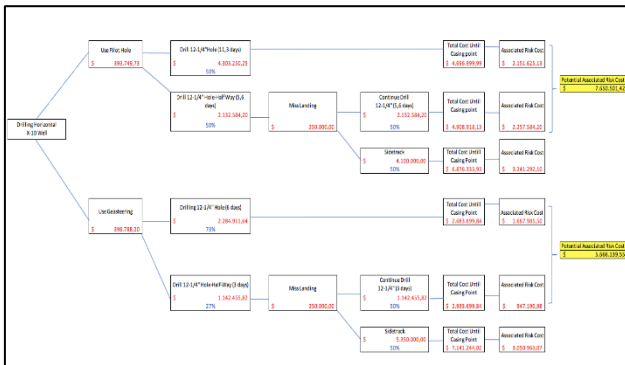 Use Pilot Hole
$ 393.749,73
Drill 12-1/4" Hole (11,3 days)
$ 4.303.250,25
50%
Total Cost Until
Casing point
$ 4.696.999,99
Associated Risk Cost
$ 2.151.625,13
Potential Associated Risk Cost
$ 7.650.501,42
Drilling Horizontal
X-10 Well
Drill 12-1/4" Hole-Half Way (5,6
days)
$ 2.152.584,20
50%
Miss Landing
$ 250.000,00
Continue Drill
12-1/4" (5,6 days)
$ 2.152.584,20
50%
Total Cost Untill
Casing Point
$ 4.908.918,13
Associated Risk Cost
$ 2.257.584,20
Sidetrack
$ 4.100.000,00
50%
Total Cost Untill
Casing Point
$ 6.876.333,93
Associated Risk Cost
$ 3.241.292,10
Use Geosteering
$ 398.788,20
Drilling 12-1/4" Hole (6 days)
$ 2.284.911,64
73%
Total Cost Untill
Casing Point
$ 2.683.699,84
Associated Risk Cost
$ 1.667.985,50
Potential Associated Risk Cost
Drill 12-1/4" Hole-Half Way (3 days)
$ 1.142.455,82
27%
Miss Landing
$ 250.000,00
Continue Drill
12-1/4" (3 days)
$ 1.142.455,82
50%
Total Cost Untill
Casing Point
$ 2.933.699,84
Associated Risk Cost
$ 947.190,98
Sidetrack
$ 5.350.000,00
50%
Total Cost Untill
Casing Point
$ 7.141.244,02
Associated Risk Cost
$ 3.050.963,07